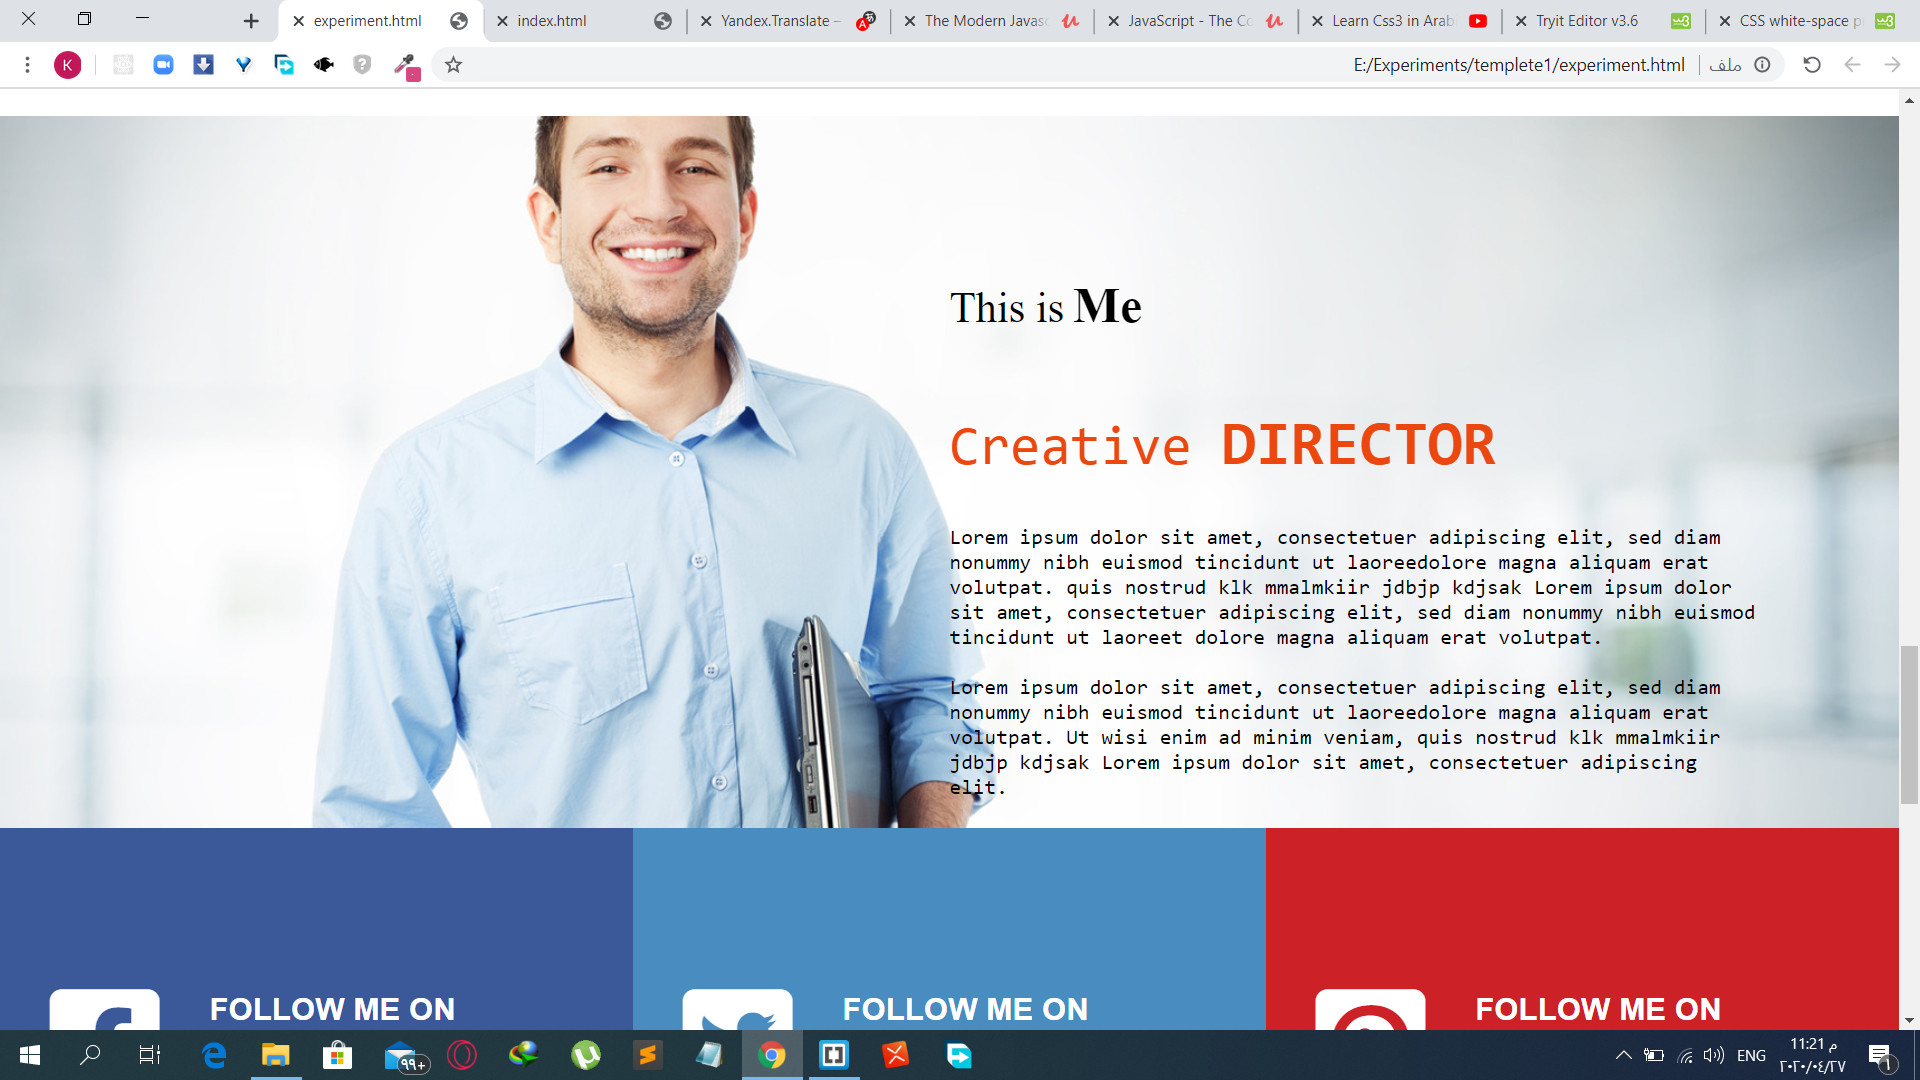 experiment.html
index.html
Yandex.Translate –
The Modern Javasc
JavaScript - The Co
Learn Css3 in Arab
Tryit Editor v3.6
CSS white-space p
K
E:/Experiments/templete1/experiment.html
ملف
This is Me
Creative DIRECTOR
Lorem ipsum dolor sit amet, consectetuer adipiscing elit, sed diam
nonummy nibh euismod tincidunt ut laoreedolore magna aliquam erat
volutpat. quis nostrud klk mmalmkiir jdbjp kdjsak Lorem ipsum dolor
sit amet, consectetuer adipiscing elit, sed diam nonummy nibh euismod
tincidunt ut laoreet dolore magna aliquam erat volutpat.
Lorem ipsum dolor sit amet, consectetuer adipiscing elit, sed diam
nonummy nibh euismod tincidunt ut laoreedolore magna aliquam erat
volutpat. Ut wisi enim ad minim veniam, quis nostrud klk mmalmkiir
jdbjp kdjsak Lorem ipsum dolor sit amet, consectetuer adipiscing
elit.
FOLLOW ME ON
FOLLOW ME ON
FOLLOW ME ON
٩٩+
ENG
11:21 م
٢٠٢٠/٠٤/٢٧
١